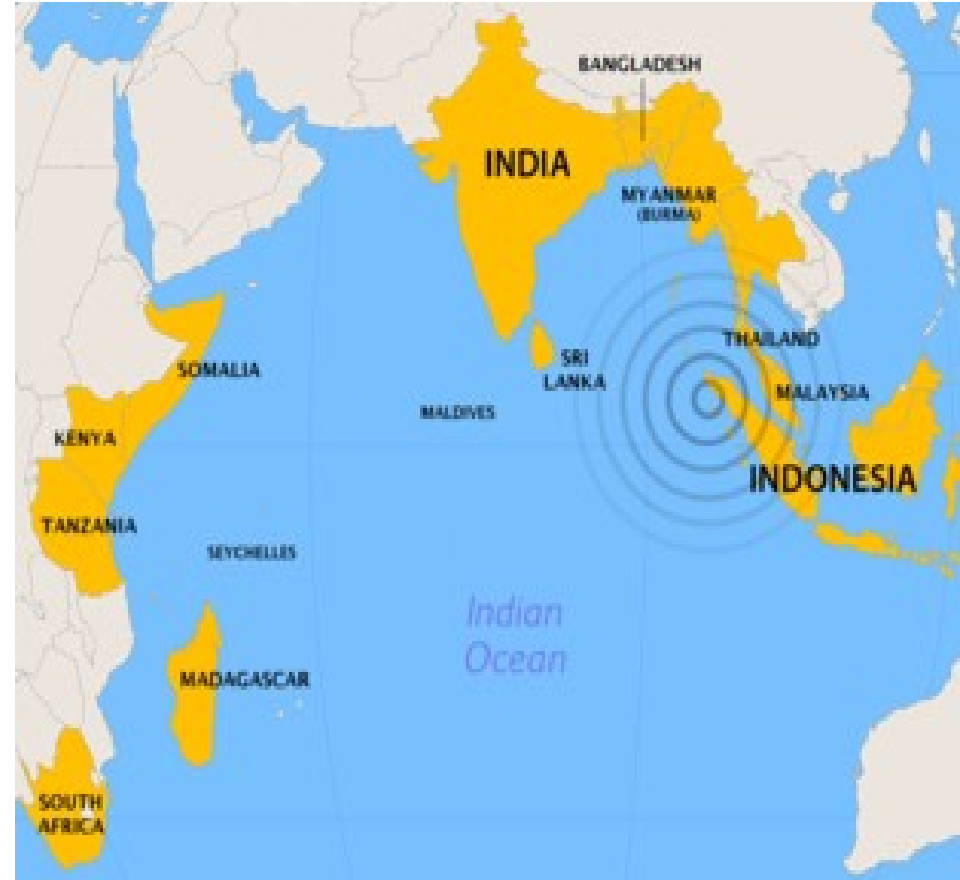 BANGLADESH
INDIA
MYANMAR
(BURMA)
THAILAND
SRI
LANKA
SOMALIA
MALAYSIA
MALDIVES
KENYA
INDONESIA
TANZANIA
SEYCHELLES
Indian
Ocean
MADAGASCAR
SOUTH
AFRICA